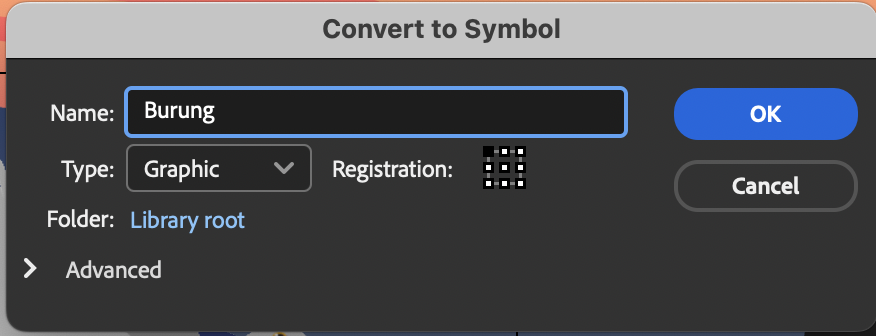 Convert to Symbol
Name: Burung OK
Type: Graphic Registration: Cancel
Folder: Library root
Advanced